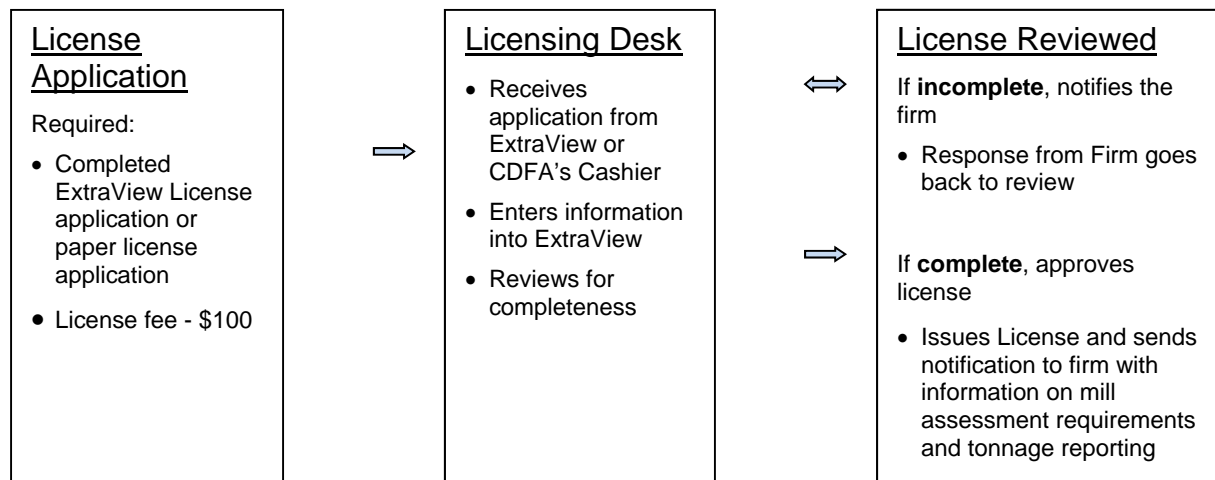 License
Application
Required:
• Completed
ExtraView License
application or
paper license
application
• License fee - $100
Licensing Desk
• Receives
application from
ExtraView or
CDFA's Cashier
• Enters information
into ExtraView
• Reviews for
completeness
License Reviewed
If incomplete, notifies the
firm
• Response from Firm goes
back to review
If complete, approves
license
• Issues License and sends
notification to firm with
information on mill
assessment requirements
and tonnage reporting